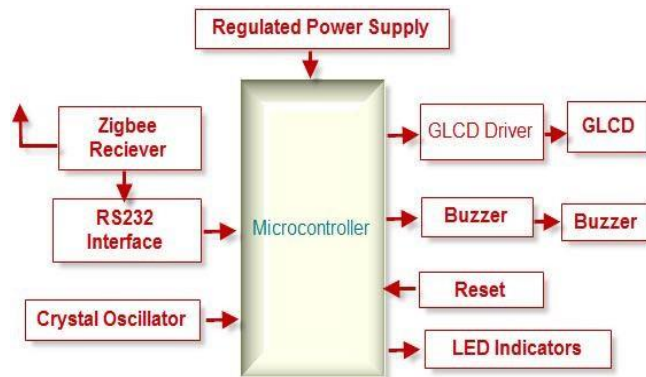 Regulated Power Supply
Zigbee
Reciever
GLCD Driver
GLCD
RS232
Interface
Microcontroller
Buzzer
Buzzer
Crystal Oscillator
Reset
LED Indicators